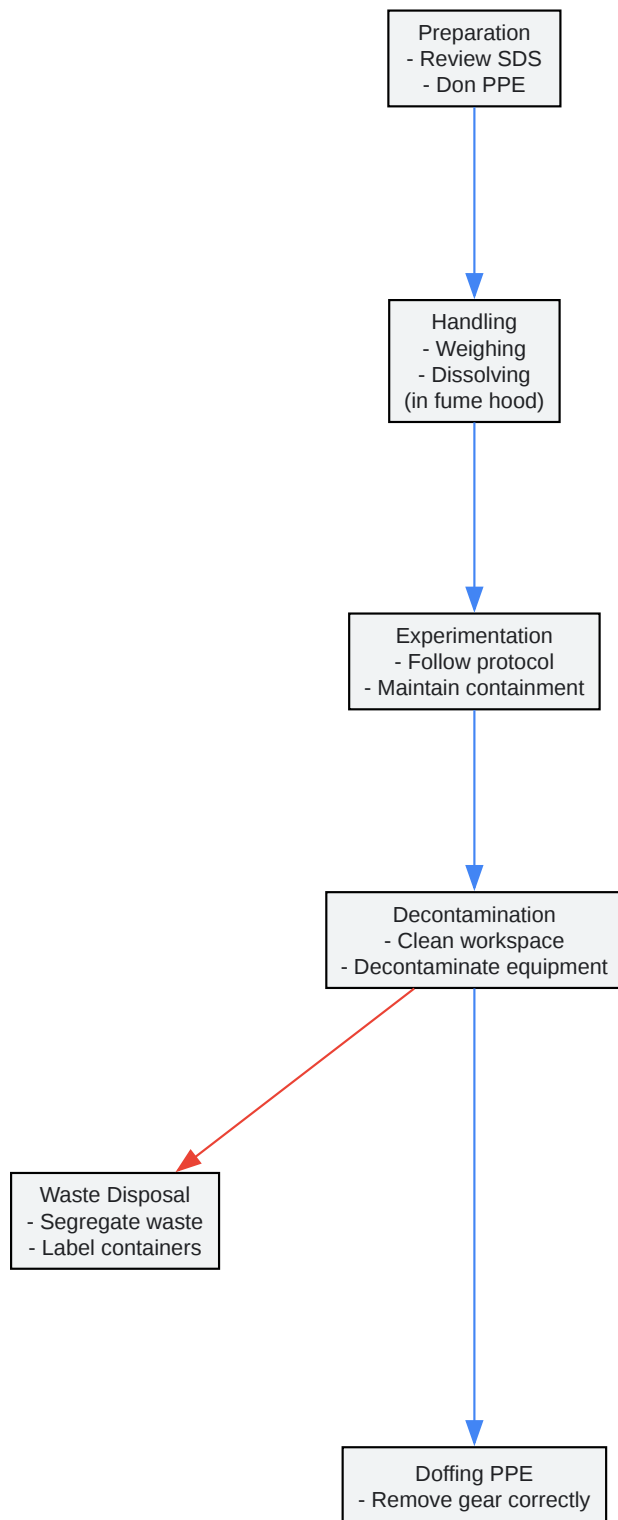 Preparation
- Review SDS
- Don PPE
Handling
- Weighing
- Dissolving
(in fume hood)
Experimentation
- Follow protocol
- Maintain containment
Decontamination
- Clean workspace
- Decontaminate equipment
Waste Disposal
- Segregate waste
- Label containers
Doffing PPE
- Remove gear correctly